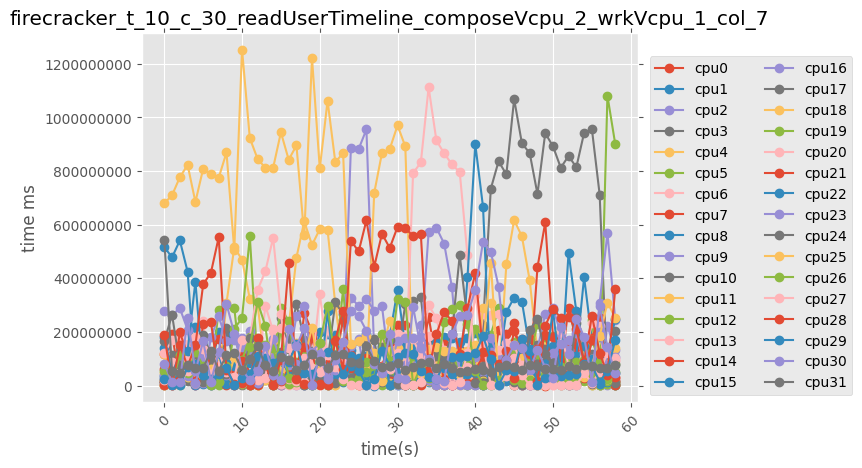 firecracker_t_10_c_30_readUserTimeline_composeVcpu_2_wrkVcpu_1_col_7
1200000000
1000000000
800000000
600000000
400000000
200000000
0
time ms
0 10 20 30 40 50 60
time(s)
cpu0 cpu16
cpu1 cpu17
cpu2 cpu18
cpu3 cpu19
cpu4 cpu20
cpu5 cpu21
cpu6 cpu22
cpu7 cpu23
cpu8 cpu24
cpu9 cpu25
cpu10 cpu26
cpu11 cpu27
cpu12 cpu28
cpu13 cpu29
cpu14 cpu30
cpu15 cpu31